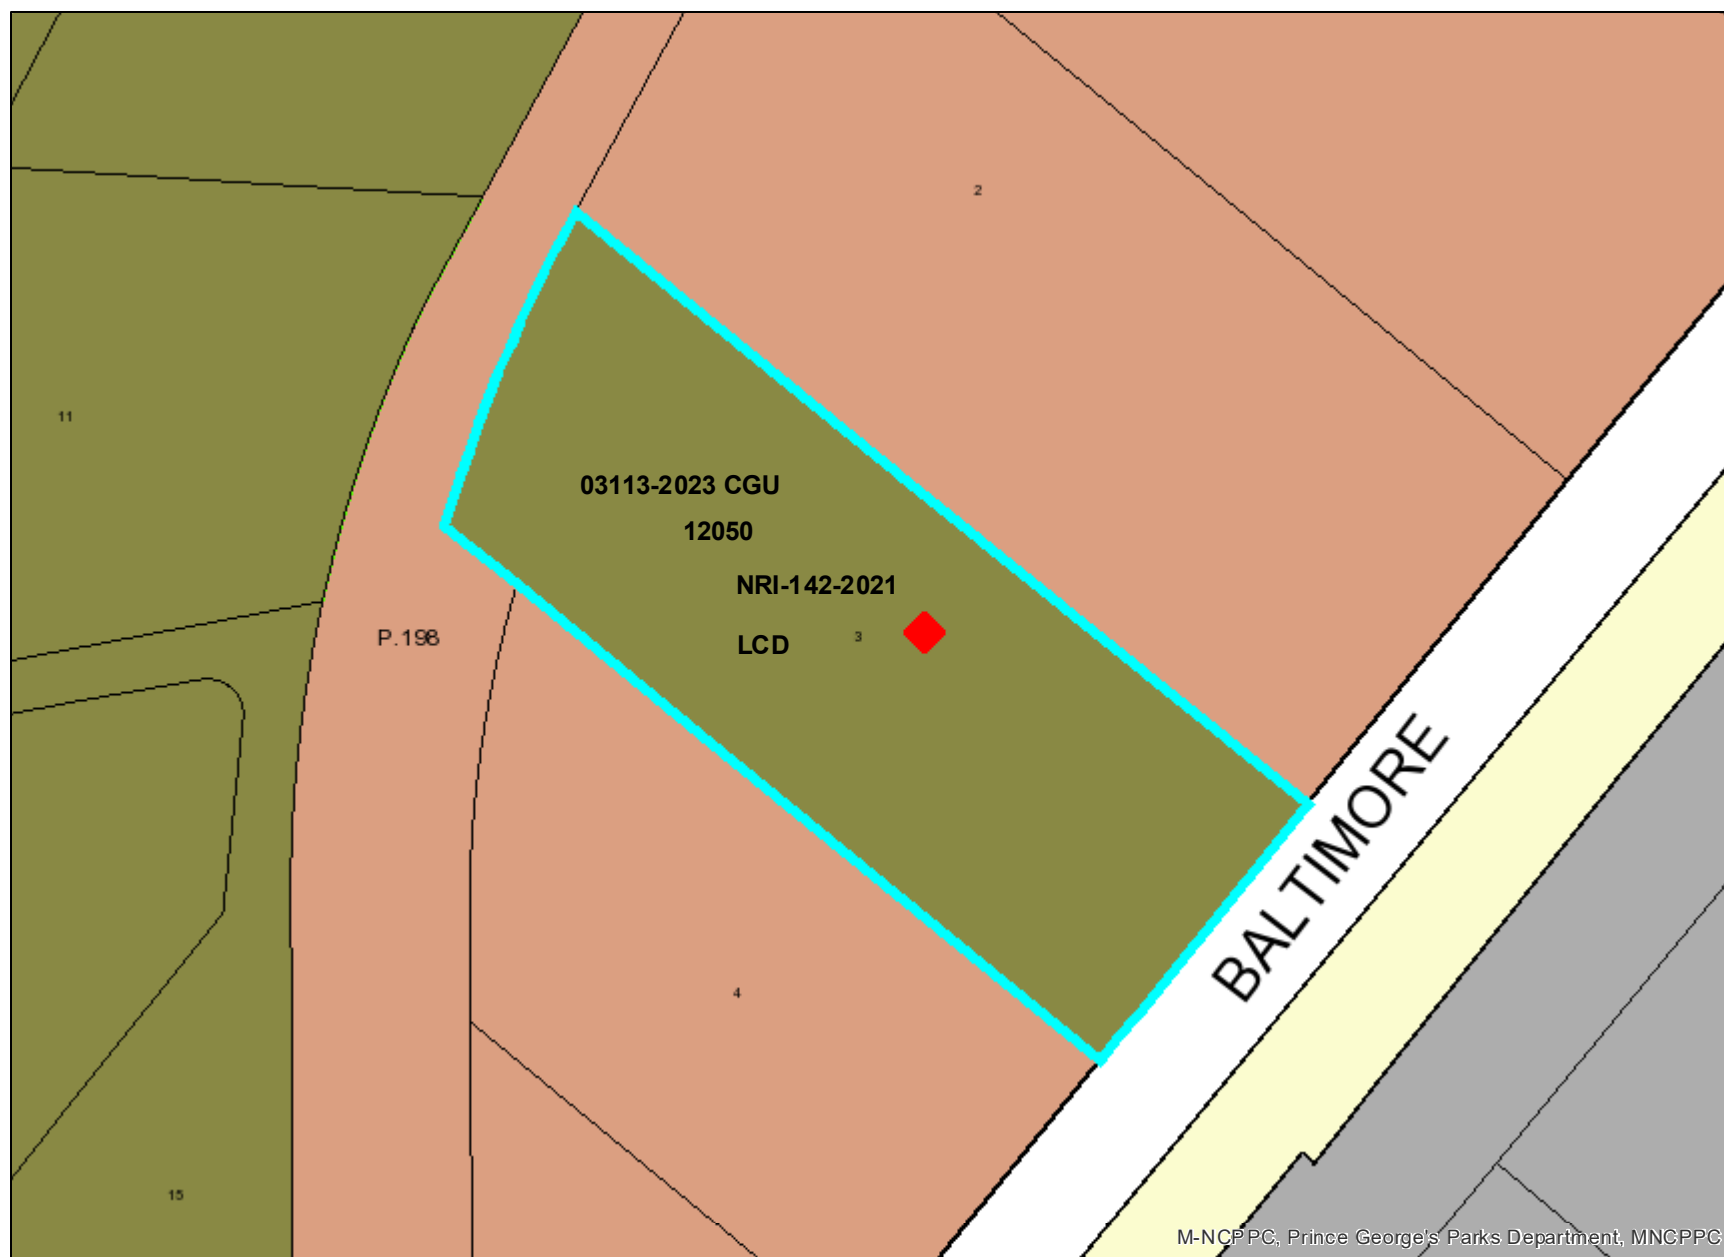 2
11
03113-2023 CGU
12050
NRI-142-2021
P.198
LCD
3
BALTIMORE
4
15
M-NCPPC, Prince George's Parks Department, MNCPPC